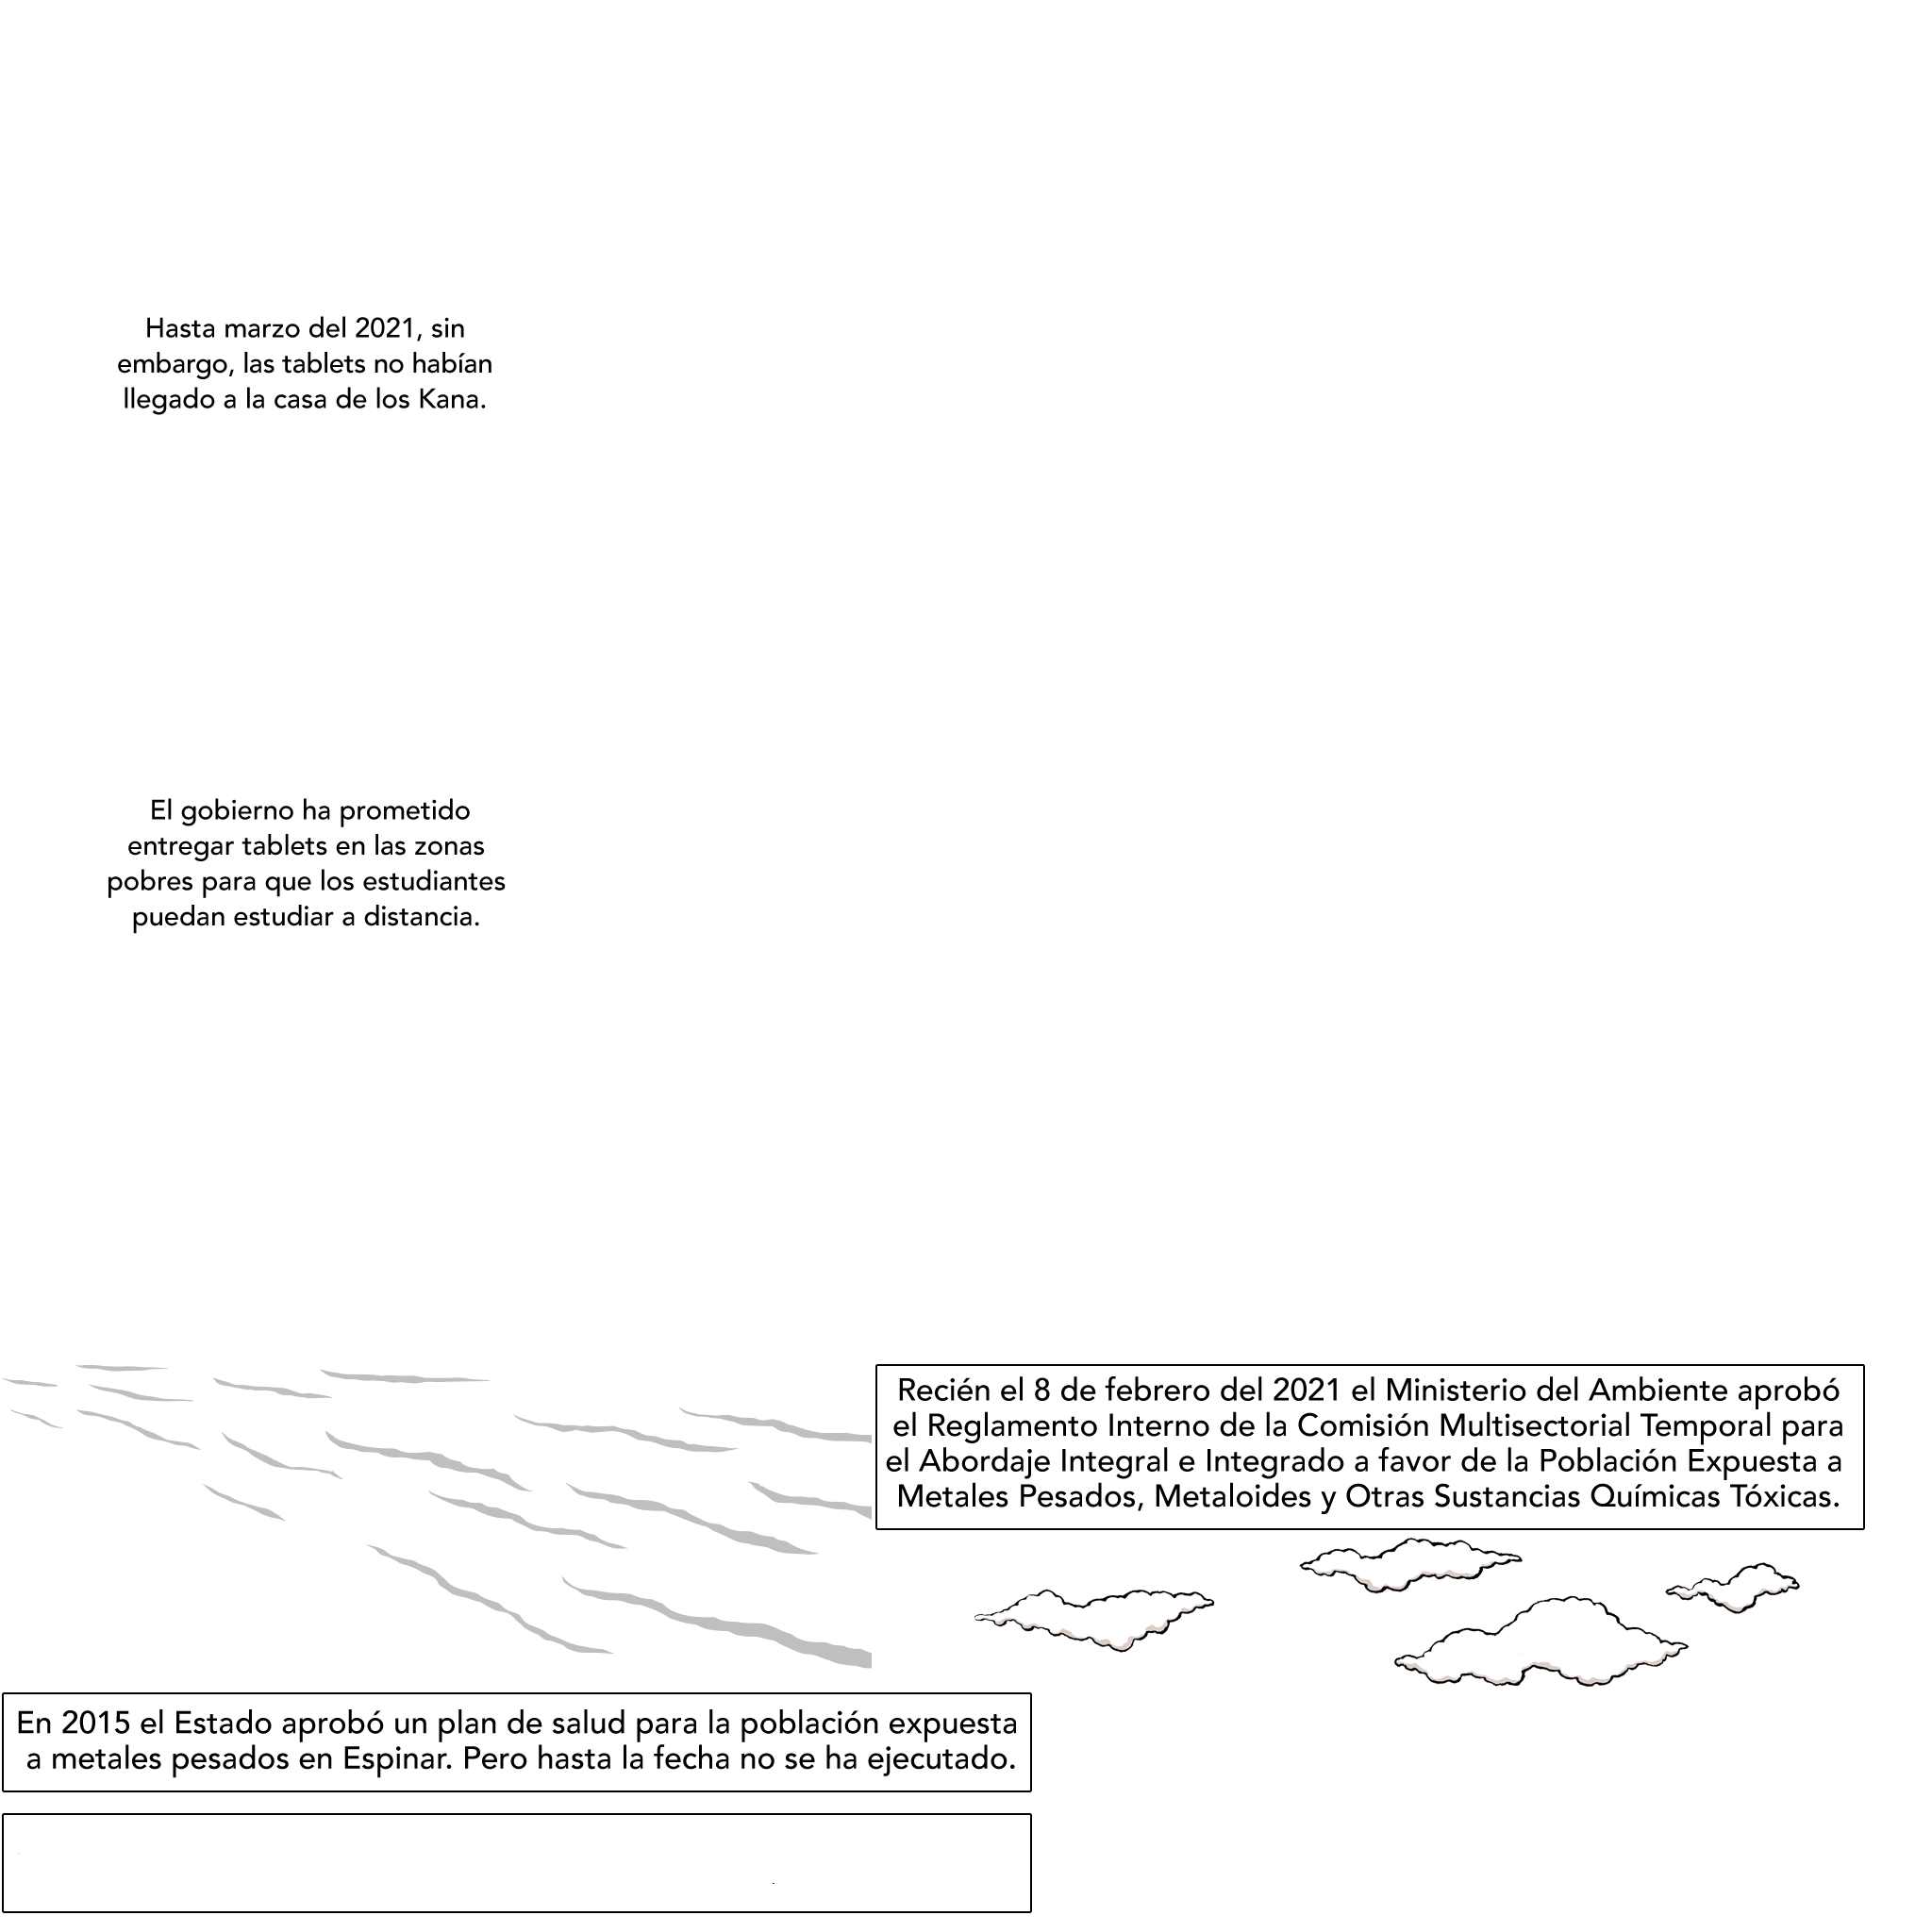 Hasta marzo del 2021, sin
embargo, las tablets no habían
llegado a la casa de los Kana.
El gobierno ha prometido
entregar tablets en las zonas
pobres para que los estudiantes
puedan estudiar a distancia.
Recién el 8 de febrero del 2021 el Ministerio del Ambiente aprobó
el Reglamento Interno de la Comisión Multisectorial Temporal para
el Abordaje Integral e Integrado a favor de la Población Expuesta a
Metales Pesados, Metaloides y Otras Sustancias Químicas Tóxicas.
En 2015 el Estado aprobó un plan de salud para la población expuesta
a metales pesados en Espinar. Pero hasta la fecha no se ha ejecutado.